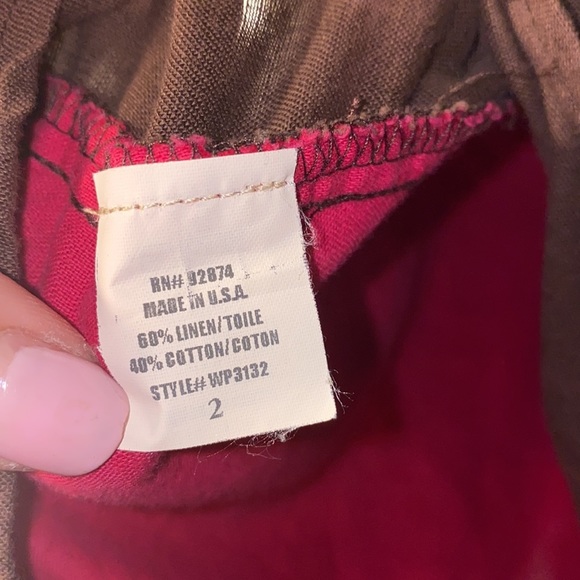 RN# 92874
MADE IN U.S.A.
60% LINEN/TOILE
40% COTTON/COTON
STYLE# WP3132
2